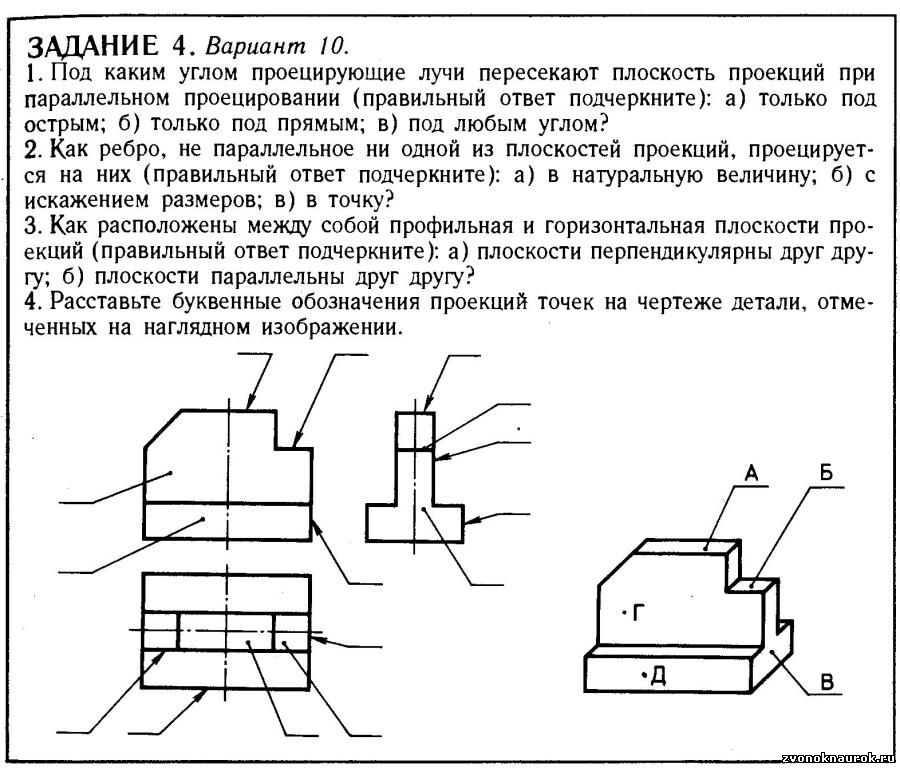 ЗАДАНИЕ 4. Вариант 10.
1. Под каким углом проецирующие лучи пересекают плоскость проекций при
параллельном проецировании (правильный ответ подчеркните): а) только под
острым; б) только под прямым; в) под любым углом?
2. Как ребро, не параллельное ни одной из плоскостей проекций, проецирует-
ся на них (правильный ответ подчеркните): а) в натуральную величину; б) с
искажением размеров; в) в точку?
3. Как расположены между собой профильная и горизонтальная плоскости про-
екций (правильный ответ подчеркните): а) плоскости перпендикулярны друг дру-
гу; б) плоскости параллельны друг другу?
4. Расставьте буквенные обозначения проекций точек на чертеже детали, отме-
ченных на наглядном изображении.
А
Б
Г
Д
В
zvonoknaurok.ru